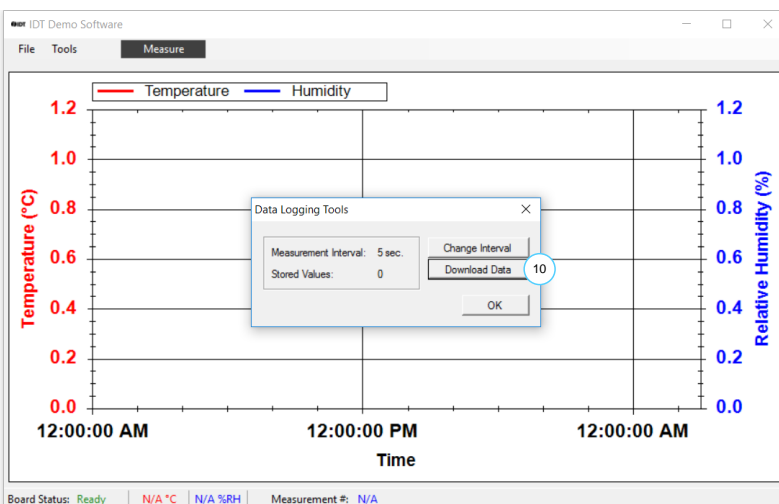 IDT IDT Demo Software
File Tools Measure
Temperature Humidity
1.2 1.2
1.0 1.0
0.8 0.8
0.6 0.6
0.4 0.4
0.2 0.2
0.0 0.0
Temperature (°C)
Relative Humidity (%)
Data Logging Tools
Measurement Interval: 5 sec. Change Interval
Stored Values: 0 Download Data 10
OK
12:00:00 AM 12:00:00 PM 12:00:00 AM
Time
Board Status: Ready N/A °C N/A %RH Measurement #: N/A